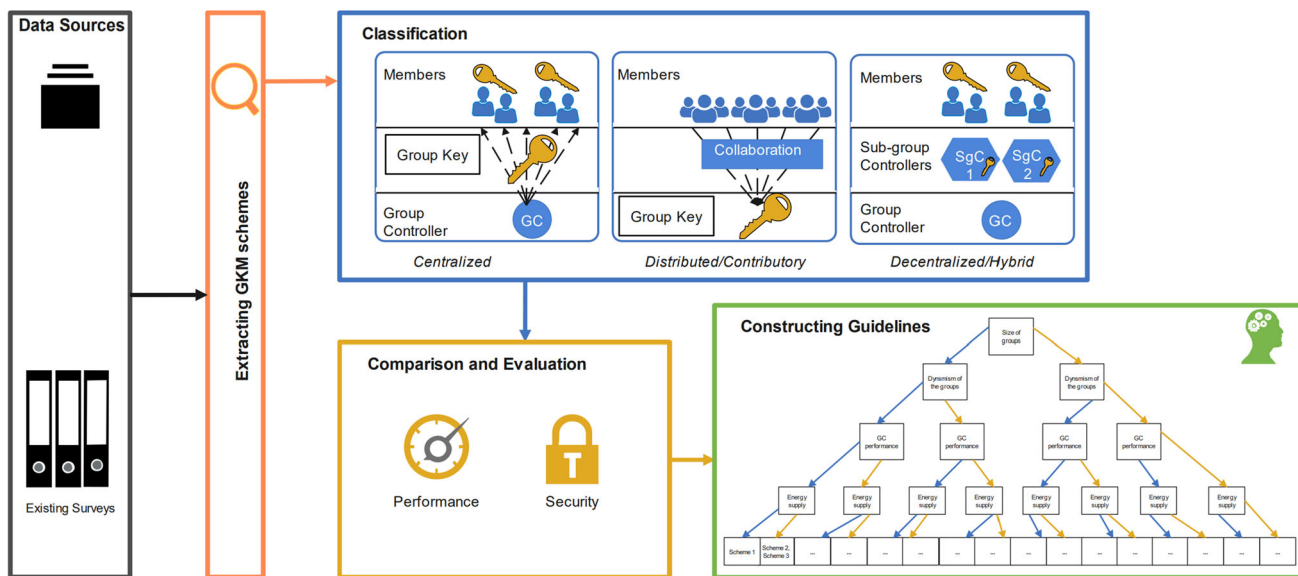 Data Sources
Existing Surveys
Extracting GKM schemes
Classification
Members
Group Key
Group
Controller
GC
Centralized
Members
Collaboration
Group Key
Distributed/Contributory
Members
Sub-group
Controllers
SgC
1
SgC
2
Group
Controller
GC
Decentralized/Hybrid
Comparison and Evaluation
Performance
T
Security
Constructing Guidelines
Size of
groups
Dynamism of
the groups
Dynamism of
the groups
GC
performance
GC
performance
GC
performance
GC
performance
Energy
supply
Energy
supply
Energy
supply
Energy
supply
Energy
supply
Energy
supply
Energy
supply
Energy
supply
Scheme 1
Scheme 2,
Scheme 3
...
...
...
...
...
...
...
...
...
...
...
...
...
...